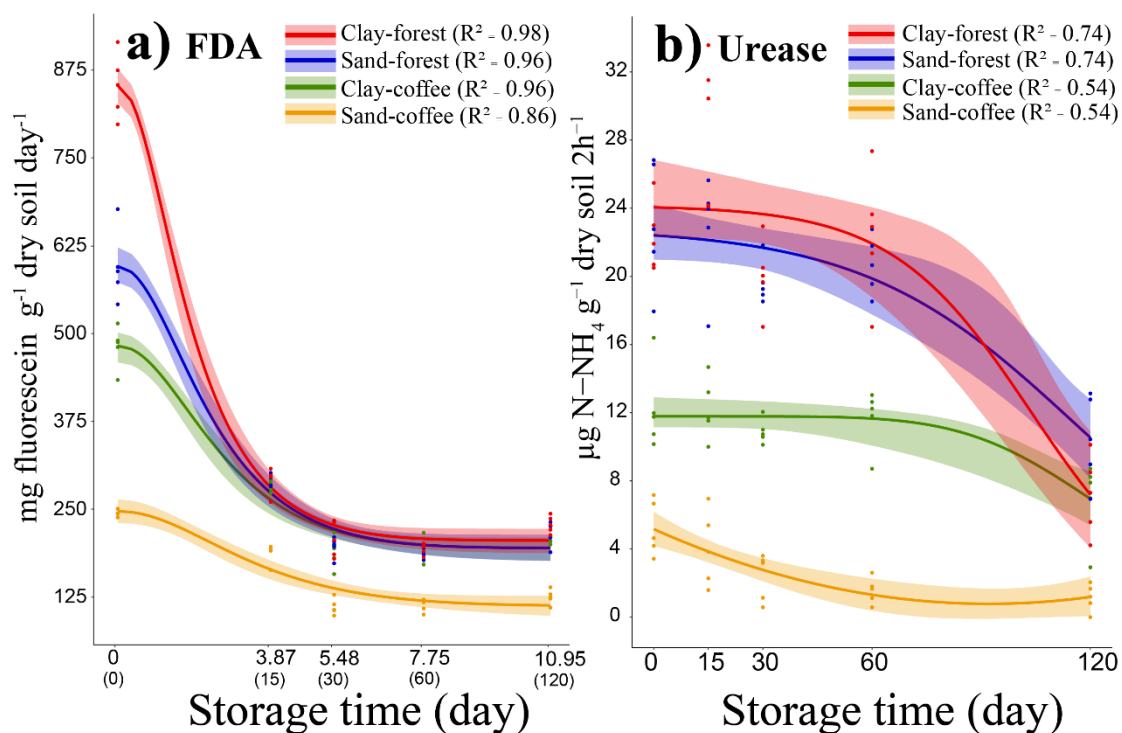 a) FDA
Clay-forest (R² - 0.98)
Sand-forest (R² - 0.96)
Clay-coffee (R² - 0.96)
Sand-coffee (R² - 0.86)
mg fluorescein g⁻¹ dry soil day⁻¹
875
750
625
500
375
250
125
0 3.87 5.48 7.75 10.95
(0) (15) (30) (60) (120)
Storage time (day)
b) Urease
Clay-forest (R² - 0.74)
Sand-forest (R² - 0.74)
Clay-coffee (R² - 0.54)
Sand-coffee (R² - 0.54)
µg N−NH₄ g⁻¹ dry soil 2h⁻¹
32
28
24
20
16
12
8
4
0
0 15 30 60 120
Storage time (day)